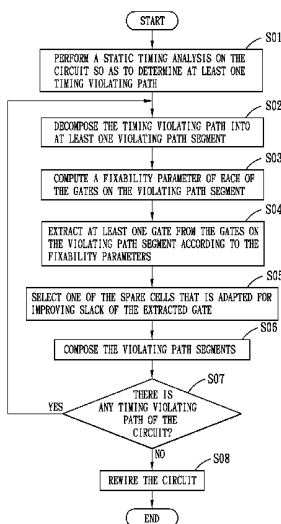 START
S01
PERFORM A STATIC TIMING ANALYSIS ON THE
CIRCUIT SO AS TO DETERMINE AT LEAST ONE
TIMING VIOLATING PATH
S02
DECOMPOSE THE TIMING VIOLATING PATH INTO
AT LEAST ONE VIOLATING PATH SEGMENT
S03
COMPUTE A FIXABILITY PARAMETER OF EACH OF
THE GATES ON THE VIOLATING PATH SEGMENT
S04
EXTRACT AT LEAST ONE GATE FROM THE GATES ON
THE VIOLATING PATH SEGMENT ACCORDING TO THE
FIXABILITY PARAMETERS
S05
SELECT ONE OF THE SPARE CELLS THAT IS ADAPTED FOR
IMPROVING SLACK OF THE EXTRACTED GATE
S06
COMPOSE THE VIOLATING PATH SEGMENTS
S07
THERE IS
ANY TIMING VIOLATING
PATH OF THE
CIRCUIT?
YES
NO
S08
REWIRE THE CIRCUIT
END